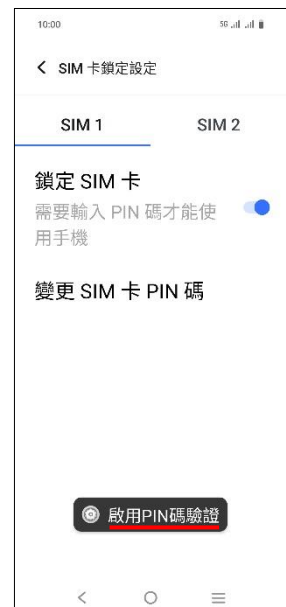 10:00
5G
SIM 卡鎖定設定
SIM 1
SIM 2
鎖定 SIM 卡
需要輸入 PIN 碼才能使
用手機
變更 SIM 卡 PIN 碼
啟用PIN碼驗證